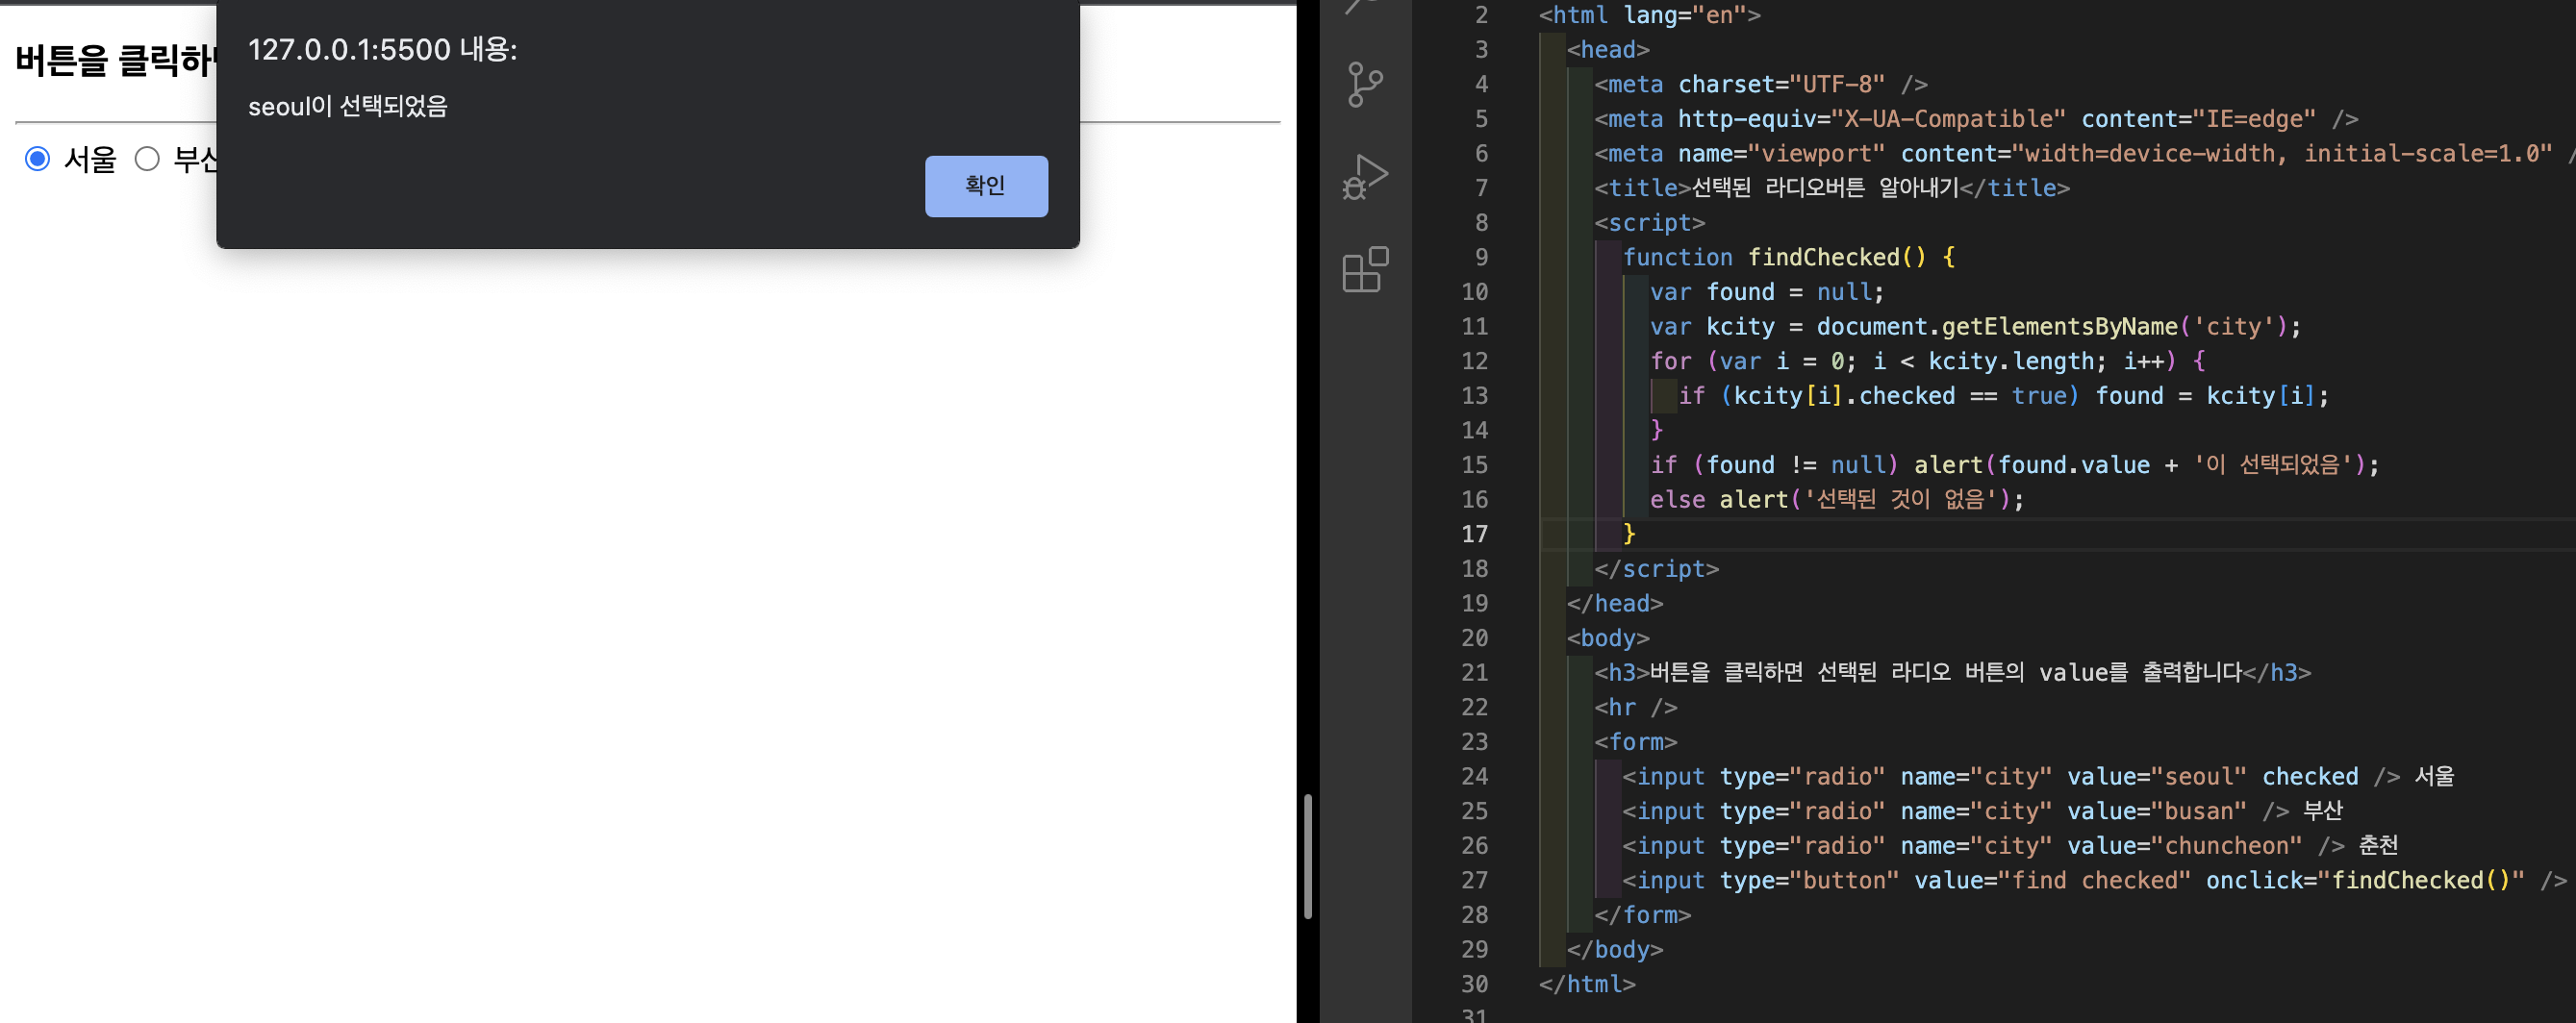 버튼을 클릭하
127.0.0.1:5500 내용:
seoul이 선택되었음
확인
서울 부산
2 <html lang="en">
3 <head>
4 <meta charset="UTF-8" />
5 <meta http-equiv="X-UA-Compatible" content="IE=edge" />
6 <meta name="viewport" content="width=device-width, initial-scale=1.0" /
7 <title>선택된 라디오버튼 알아내기</title>
8 <script>
9 function findChecked() {
10 var found = null;
11 var kcity = document.getElementsByName('city');
12 for (var i = 0; i < kcity.length; i++) {
13 if (kcity[i].checked == true) found = kcity[i];
14 }
15 if (found != null) alert(found.value + '이 선택되었음');
16 else alert('선택된 것이 없음');
17 }
18 </script>
19 </head>
20 <body>
21 <h3>버튼을 클릭하면 선택된 라디오 버튼의 value를 출력합니다</h3>
22 <hr />
23 <form>
24 <input type="radio" name="city" value="seoul" checked /> 서울
25 <input type="radio" name="city" value="busan" /> 부산
26 <input type="radio" name="city" value="chuncheon" /> 춘천
27 <input type="button" value="find checked" onclick="findChecked()" />
28 </form>
29 </body>
30 </html>
31